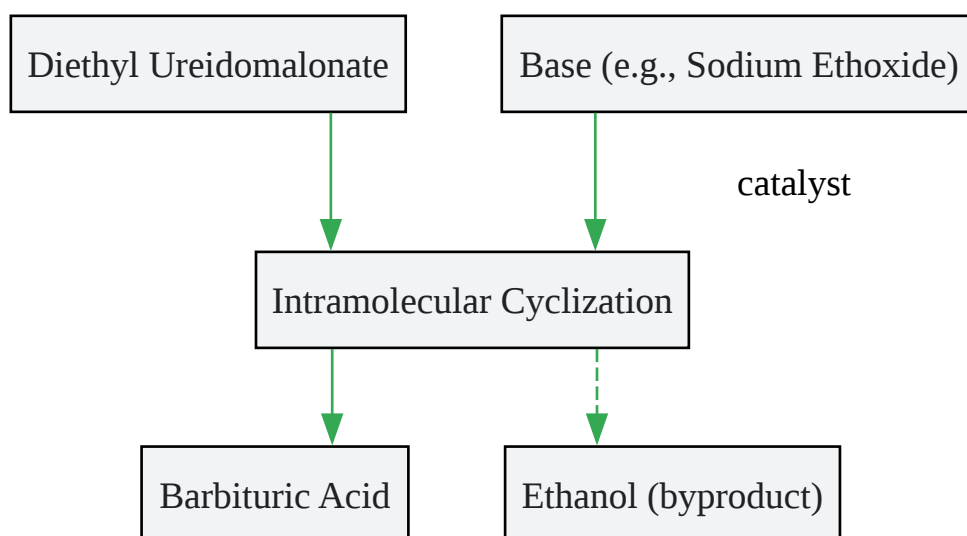 Diethyl Ureidomalonate
Base (e.g., Sodium Ethoxide)
catalyst
Intramolecular Cyclization
Barbituric Acid
Ethanol (byproduct)